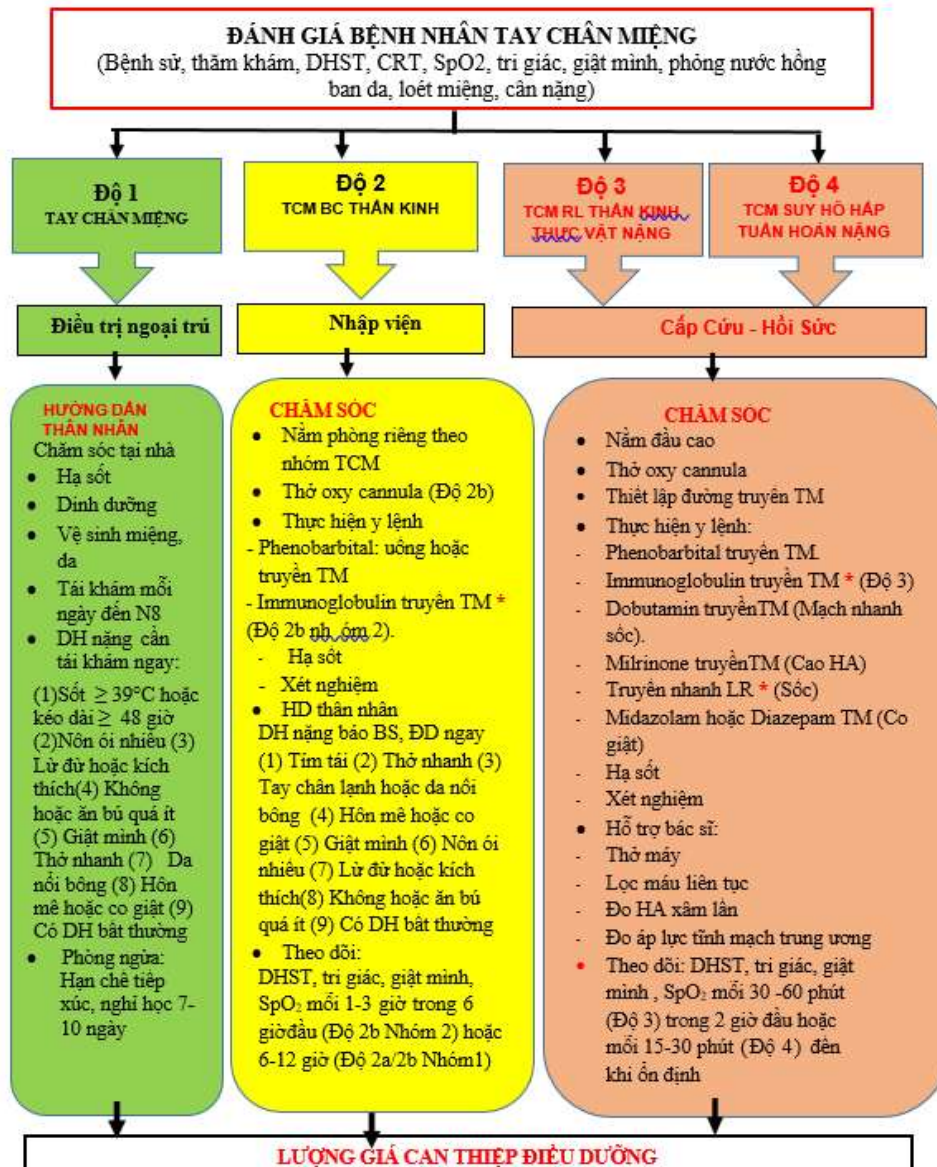 ĐÁNH GIÁ BỆNH NHÂN TAY CHÂN MIỆNG
(Bệnh sử, thăm khám, DHST, CRT, SpO2, tri giác, giật mình, phỏng nước hồng
ban da, loét miệng, cân nặng)
Độ 1
TAY CHÂN MIỆNG
Độ 2
TCM BC THẦN KINH
Độ 3
TCM RL THẦN KINH
THỰC VẬT NẶNG
Độ 4
TCM SUY HÔ HẤP
TUẦN HOÀN NẶNG
Điều trị ngoại trú
Nhập viện
Cấp Cứu - Hồi Sức
HƯỚNG DẪN
THÂN NHÂN
Chăm sóc tại nhà
• Hạ sốt
• Dinh dưỡng
• Vệ sinh miệng,
da
• Tái khám mỗi
ngày đến N8
• DH nặng cần
tái khám ngay:
(1)Sốt ≥ 39°C hoặc
kéo dài ≥ 48 giờ
(2)Nôn ói nhiều (3)
Lừ đừ hoặc kích
thích(4) Không
hoặc ăn bú quá ít
(5) Giật mình (6)
Thở nhanh (7) Da
nổi bông (8) Hôn
mê hoặc co giật (9)
Có DH bất thường
• Phòng ngừa:
Hạn chế tiếp
xúc, nghỉ học 7-
10 ngày
CHĂM SÓC
• Nằm phòng riêng theo
nhóm TCM
• Thở oxy cannula (Độ 2b)
• Thực hiện y lệnh
- Phenobarbital: uống hoặc
truyền TM
- Immunoglobulin truyền TM *
(Độ 2b nh óm 2).
- Hạ sốt
- Xét nghiệm
• HD thân nhân
DH nặng báo BS, ĐD ngay
(1) Tím tái (2) Thở nhanh (3)
Tay chân lạnh hoặc da nổi
bông (4) Hôn mê hoặc co
giật (5) Giật mình (6) Nôn ói
nhiều (7) Lừ đừ hoặc kích
thích(8) Không hoặc ăn bú
quá ít (9) Có DH bất thường
• Theo dõi:
DHST, tri giác, giật mình,
SpO₂ mỗi 1-3 giờ trong 6
giờđầu (Độ 2b Nhóm 2) hoặc
6-12 giờ (Độ 2a/2b Nhóm1)
CHĂM SÓC
• Nằm đầu cao
• Thở oxy cannula
• Thiết lập đường truyền TM
• Thực hiện y lệnh:
- Phenobarbital truyền TM.
- Immunoglobulin truyền TM * (Độ 3)
- Dobutamin truyềnTM (Mạch nhanh
sốc).
- Milrinone truyềnTM (Cao HA)
- Truyền nhanh LR * (Sốc)
- Midazolam hoặc Diazepam TM (Co
giật)
- Hạ sốt
- Xét nghiệm
• Hỗ trợ bác sĩ:
- Thở máy
- Lọc máu liên tục
- Đo HA xâm lấn
- Đo áp lực tĩnh mạch trung ương
• Theo dõi: DHST, tri giác, giật
mình , SpO₂ mỗi 30 -60 phút
(Độ 3) trong 2 giờ đầu hoặc
mỗi 15-30 phút (Độ 4) đến
khi ổn định
LƯỢNG GIÁ CAN THIỆP ĐIỀU DƯỠNG